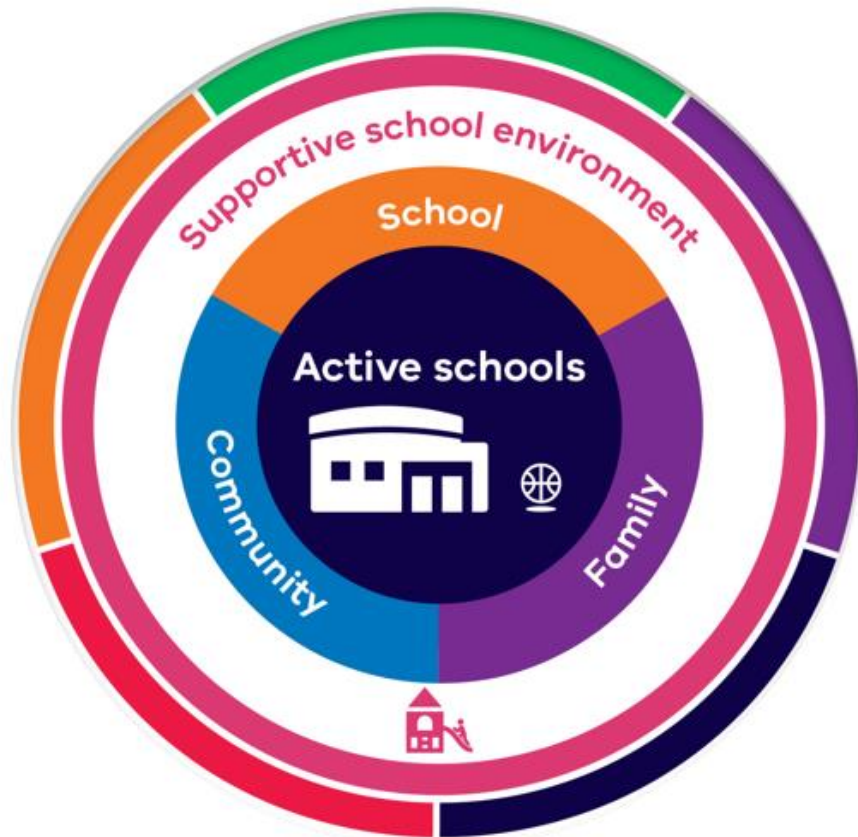 Supportive school environment
School
Active schools
Community
Family